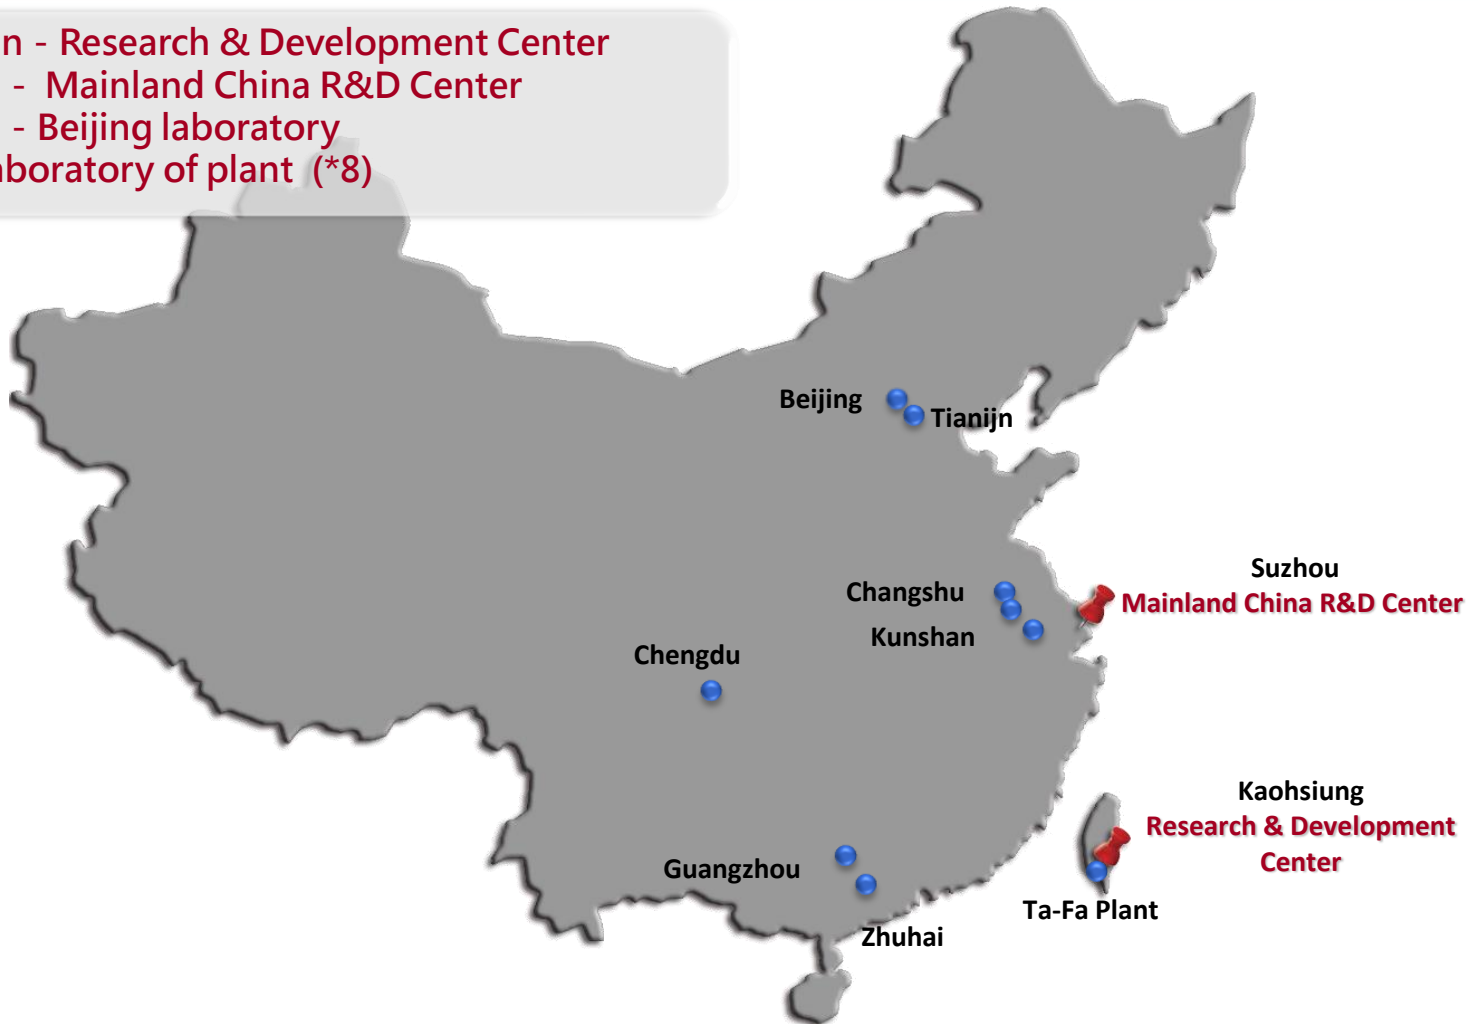 n - Research & Development Center
- Mainland China R&D Center
- Beijing laboratory
boratory of plant (*8)
Beijing
Tianijn
Suzhou
Mainland China R&D Center
Changshu
Kunshan
Chengdu
Kaohsiung
Research & Development
Center
Guangzhou
Ta-Fa Plant
Zhuhai